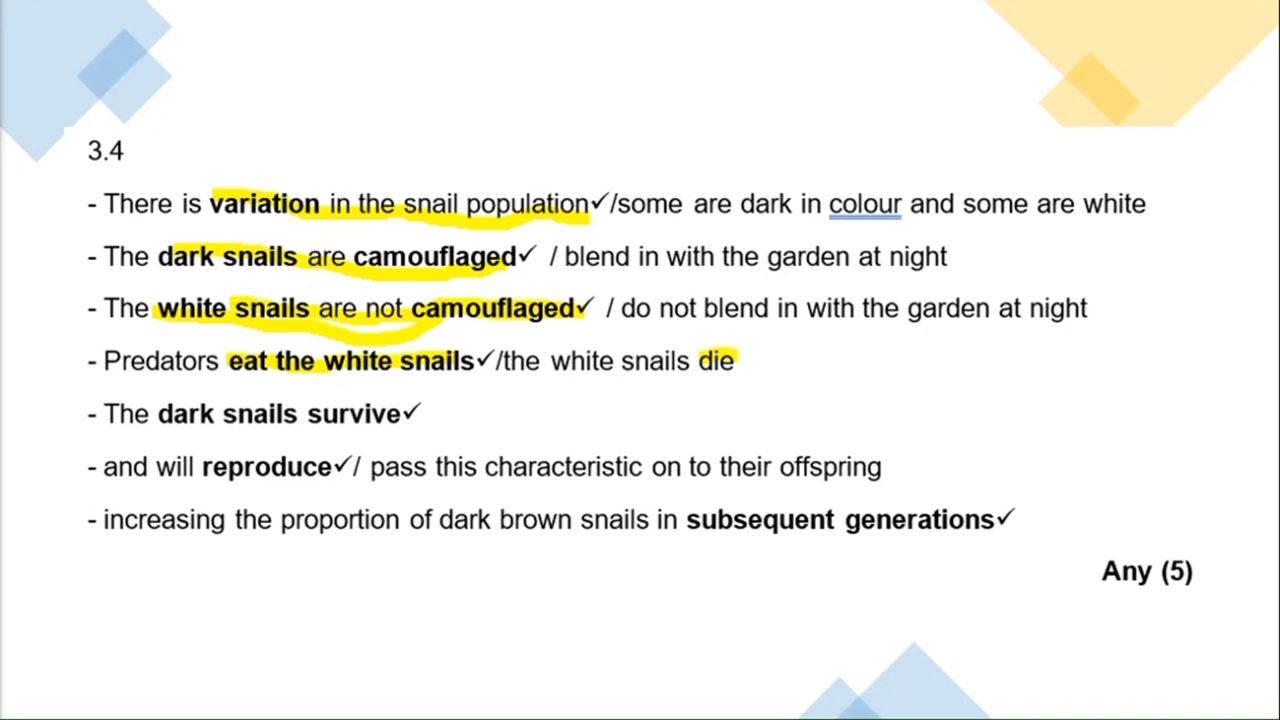 3.4
- There is variation in the snail population✓/some are dark in colour and some are white
- The dark snails are camouflaged✓ / blend in with the garden at night
- The white snails are not camouflaged✓ / do not blend in with the garden at night
- Predators eat the white snails✓/the white snails die
- The dark snails survive✓
- and will reproduce✓/ pass this characteristic on to their offspring
- increasing the proportion of dark brown snails in subsequent generations✓
Any (5)